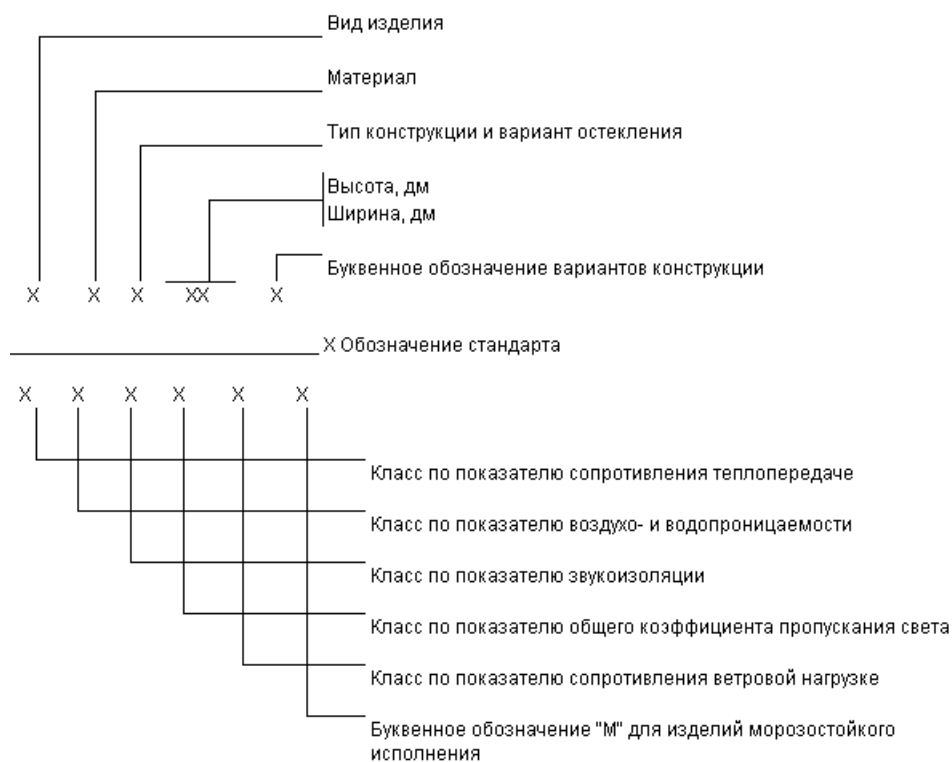 Вид изделия
Материал
Тип конструкции и вариант остекления
Высота, дм
Ширина, дм
Буквенное обозначение вариантов конструкции
X X X XX X
X Обозначение стандарта
X X X X X X
Класс по показателю сопротивления теплопередаче
Класс по показателю воздухо- и водопроницаемости
Класс по показателю звукоизоляции
Класс по показателю общего коэффициента пропускания света
Класс по показателю сопротивления ветровой нагрузке
Буквенное обозначение "М" для изделий морозостойкого
исполнения